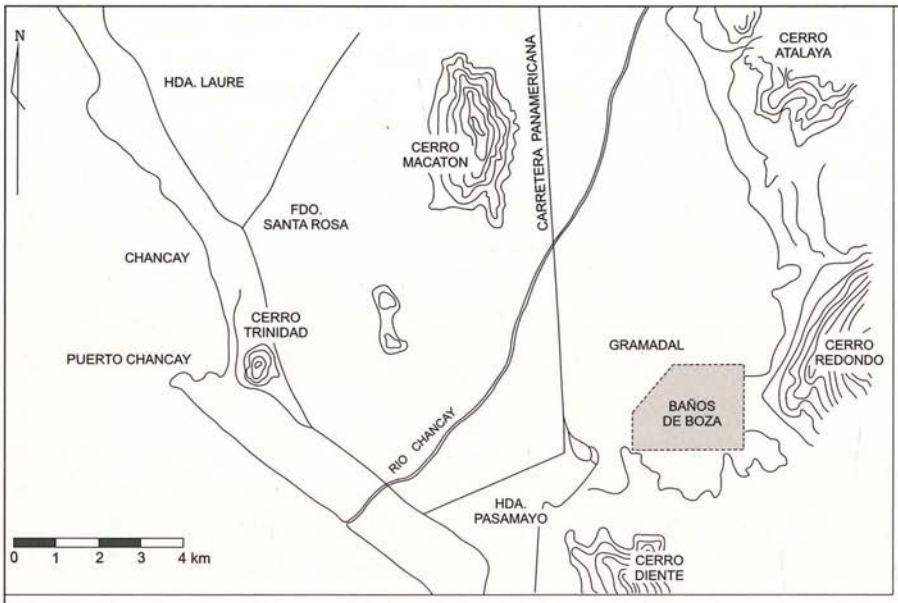 N
HDA. LAURE
CERRO
ATALAYA
CARRETERA PANAMERICANA
CERRO
MACATON
FDO.
SANTA ROSA
CHANCAY
CERRO
TRINIDAD
PUERTO CHANCAY
GRAMADAL
CERRO
REDONDO
BAÑOS
DE BOZA
RIO CHANCAY
HDA.
PASAMAYO
CERRO
DIENTE
0 1 2 3 4 km